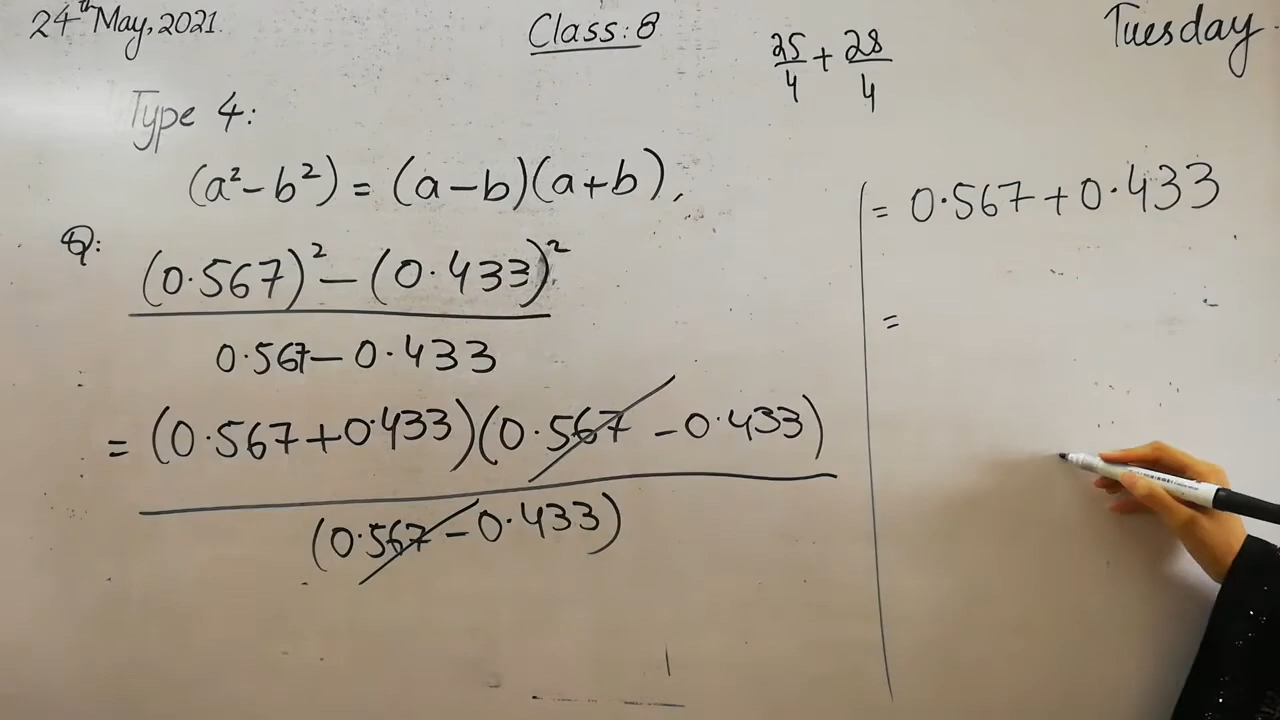 24th May, 2021. Class: 8 Tuesday
25/4 + 28/4
Type 4:
(a²-b²) = (a-b)(a+b),
Q:
(0.567)² - (0.433)²
0.567 - 0.433
= (0.567+0.433)(0.567 - 0.433)
(0.567 - 0.433)
= 0.567 + 0.433
=